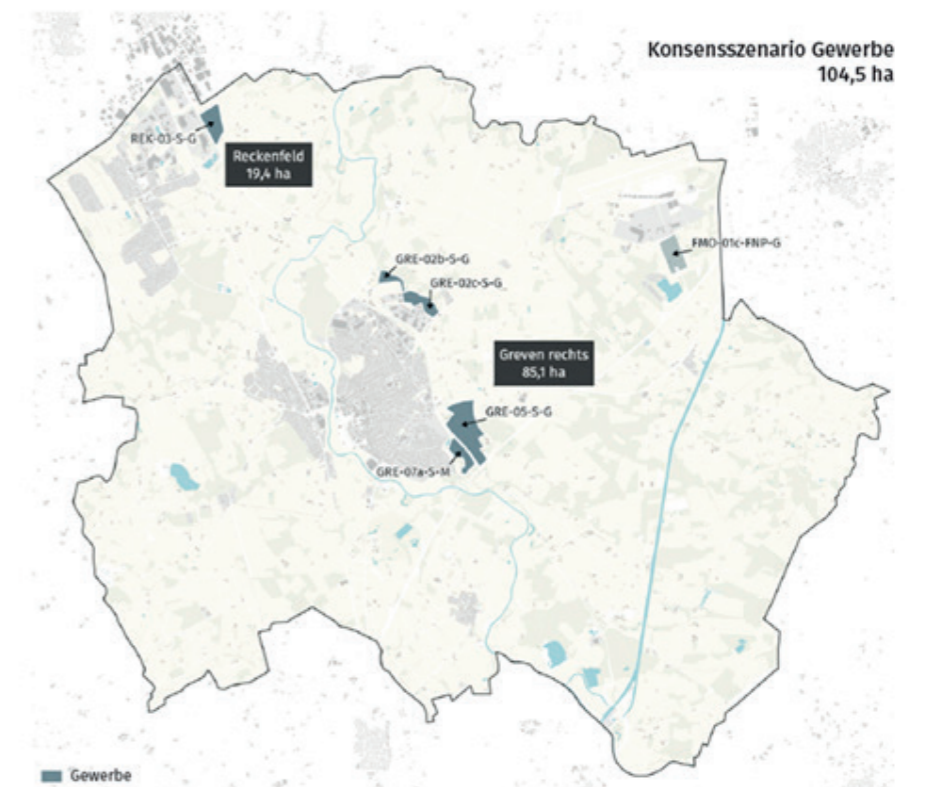 Konsensszenario Gewerbe
104,5 ha
REK-03-S-G
Reckenfeld
19,4 ha
FMO-01c-FNP-G
GRE-02b-S-G
GRE-02c-S-G
Greven rechts
85,1 ha
GRE-05-S-G
GRE-07a-S-M
Gewerbe